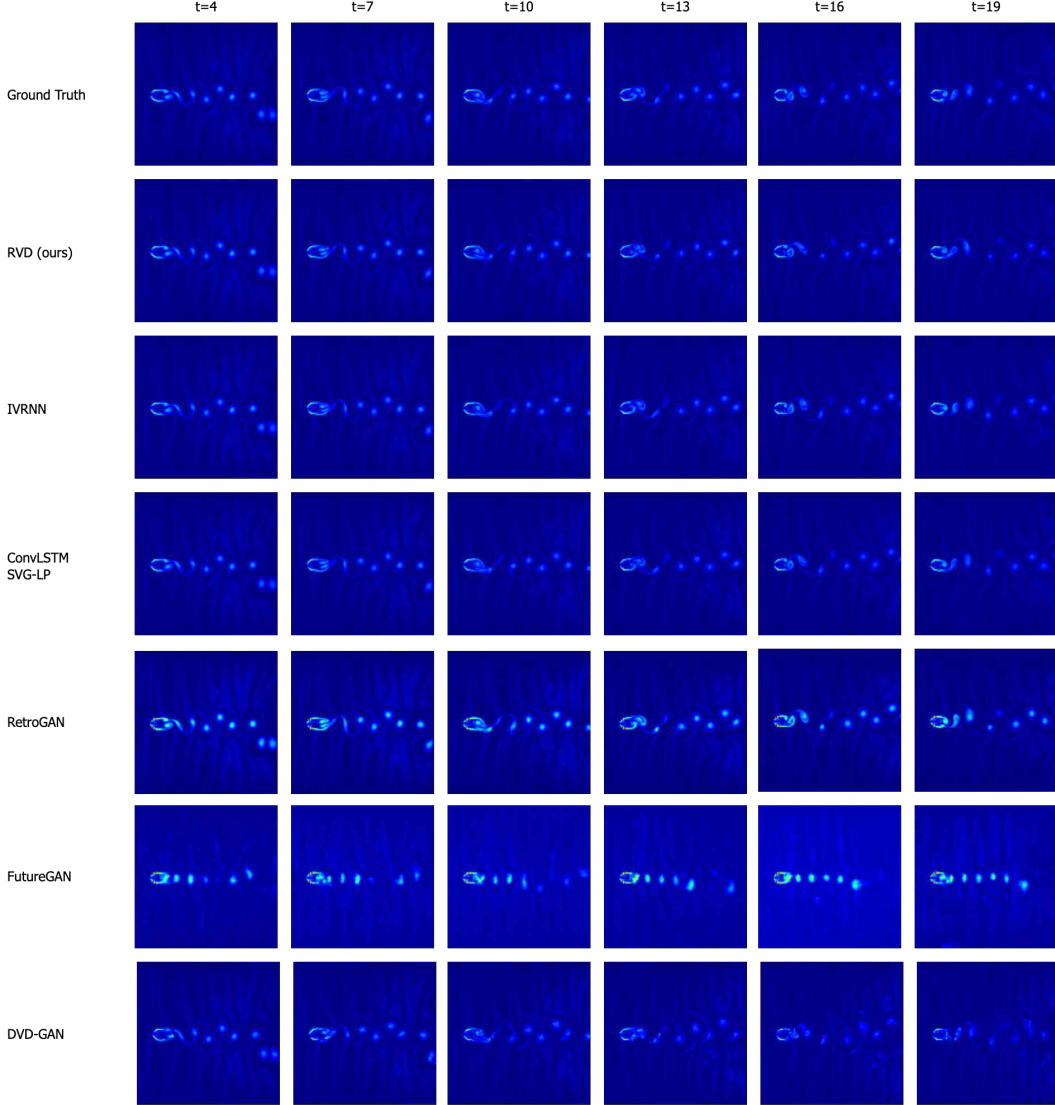 t=4 t=7 t=10 t=13 t=16 t=19
Ground Truth
RVD (ours)
IVRNN
ConvLSTM
SVG-LP
RetroGAN
FutureGAN
DVD-GAN